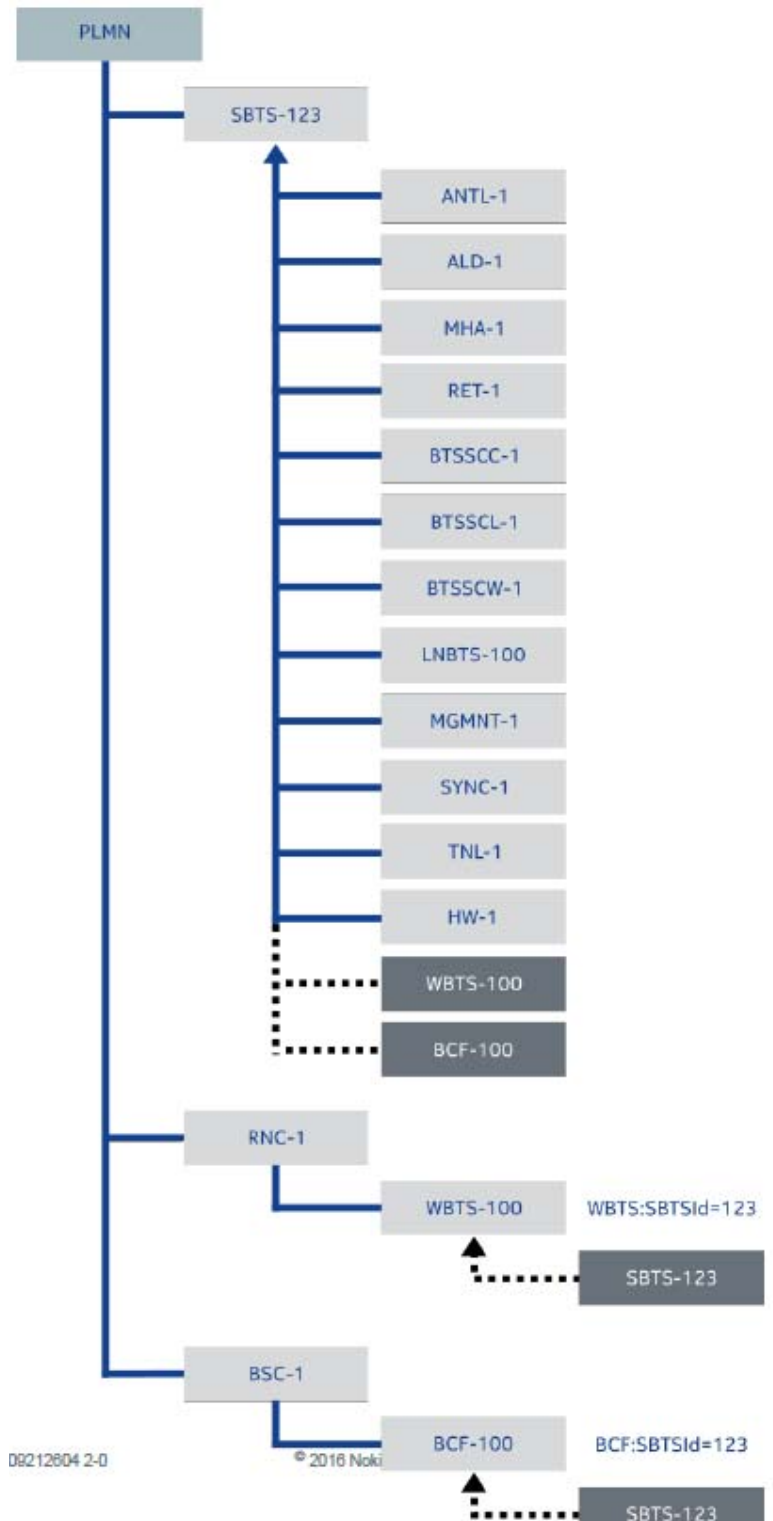 PLMN
SBTS-123
ANTL-1
ALD-1
MHA-1
RET-1
BTSSCC-1
BTSSCL-1
BTSSCW-1
LNBTS-100
MGMNT-1
SYNC-1
TNL-1
HW-1
WBTS-100
BCF-100
RNC-1
WBTS-100 WBTS:SBTSId=123
SBTS-123
BSC-1
BCF-100 BCF:SBTSId=123
09212604 2-0 © 2016 Noki
SBTS-123